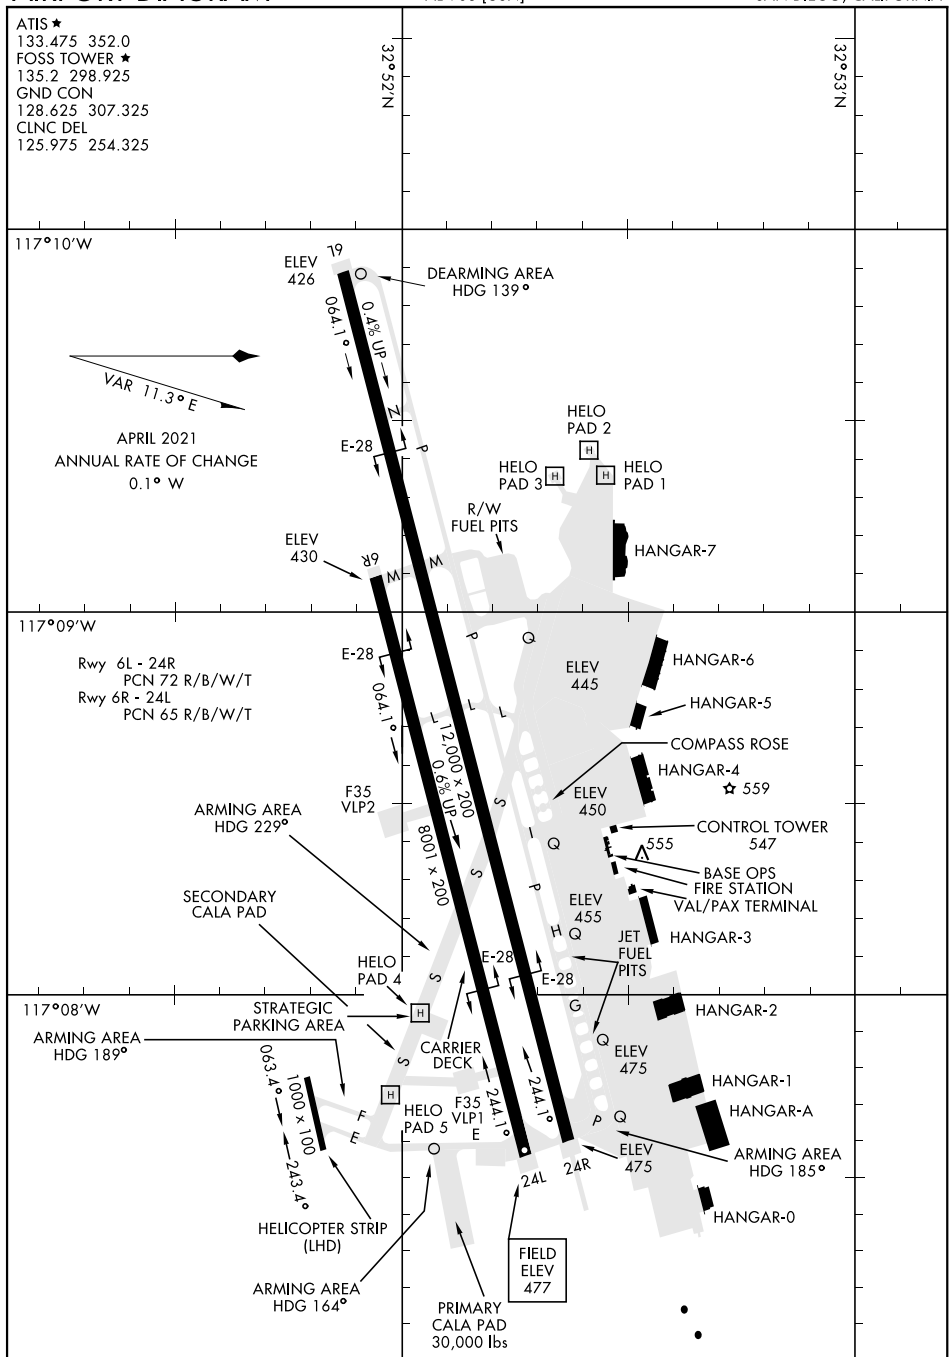 ATIS ★
133.475 352.0
FOSS TOWER ★
135.2 298.925
GND CON
128.625 307.325
CLNC DEL
125.975 254.325
32°52'N
32°53'N
117°10'W
ELEV
426
6L
DEARMING AREA
HDG 139°
064.1°
0.4% UP
VAR 11.3° E
APRIL 2021
ANNUAL RATE OF CHANGE
0.1° W
Z
E-28
P
HELO
PAD 2
H
HELO
PAD 3
H
H
HELO
PAD 1
R/W
FUEL PITS
HANGAR-7
ELEV
430
6R
W
W
117°09'W
P
Q
E-28
Rwy 6L - 24R
PCN 72 R/B/W/T
Rwy 6R - 24L
PCN 65 R/B/W/T
ELEV
445
HANGAR-6
HANGAR-5
064.1°
L
L
L
12,000 x 200
0.6% UP
COMPASS ROSE
HANGAR-4
559
F35
VLP2
ELEV
450
S
8001 x 200
ARMING AREA
HDG 229°
I
Q
CONTROL TOWER
547
555
BASE OPS
FIRE STATION
VAL/PAX TERMINAL
S
P
SECONDARY
CALA PAD
ELEV
455
H
Q
HANGAR-3
JET
FUEL
PITS
HELO
PAD 4
S
E-28
E-28
117°08'W
STRATEGIC
PARKING AREA
H
G
HANGAR-2
ARMING AREA
HDG 189°
CARRIER
DECK
Q
ELEV
475
S
063.4°
1000 x 100
243.4°
244.1°
244.1°
HANGAR-1
HANGAR-A
H
F
E
HELO
PAD 5
F35
VLP1
E
P
Q
ELEV
475
ARMING AREA
HDG 185°
24L
24R
HANGAR-0
HELICOPTER STRIP
(LHD)
FIELD
ELEV
477
ARMING AREA
HDG 164°
PRIMARY
CALA PAD
30,000 lbs